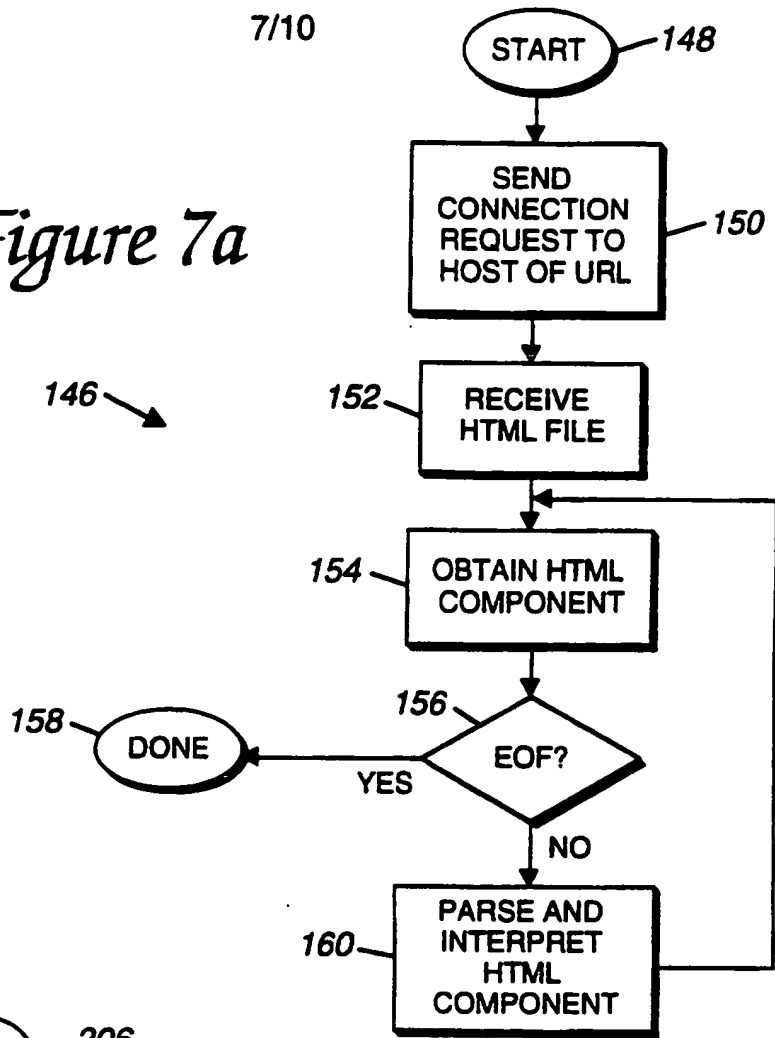 7/10
START
148
SEND
CONNECTION
REQUEST TO
HOST OF URL
150
Figure 7a
146
152
RECEIVE
HTML FILE
154
OBTAIN HTML
COMPONENT
156
158
DONE
EOF?
YES
NO
160
PARSE AND
INTERPRET
HTML
COMPONENT